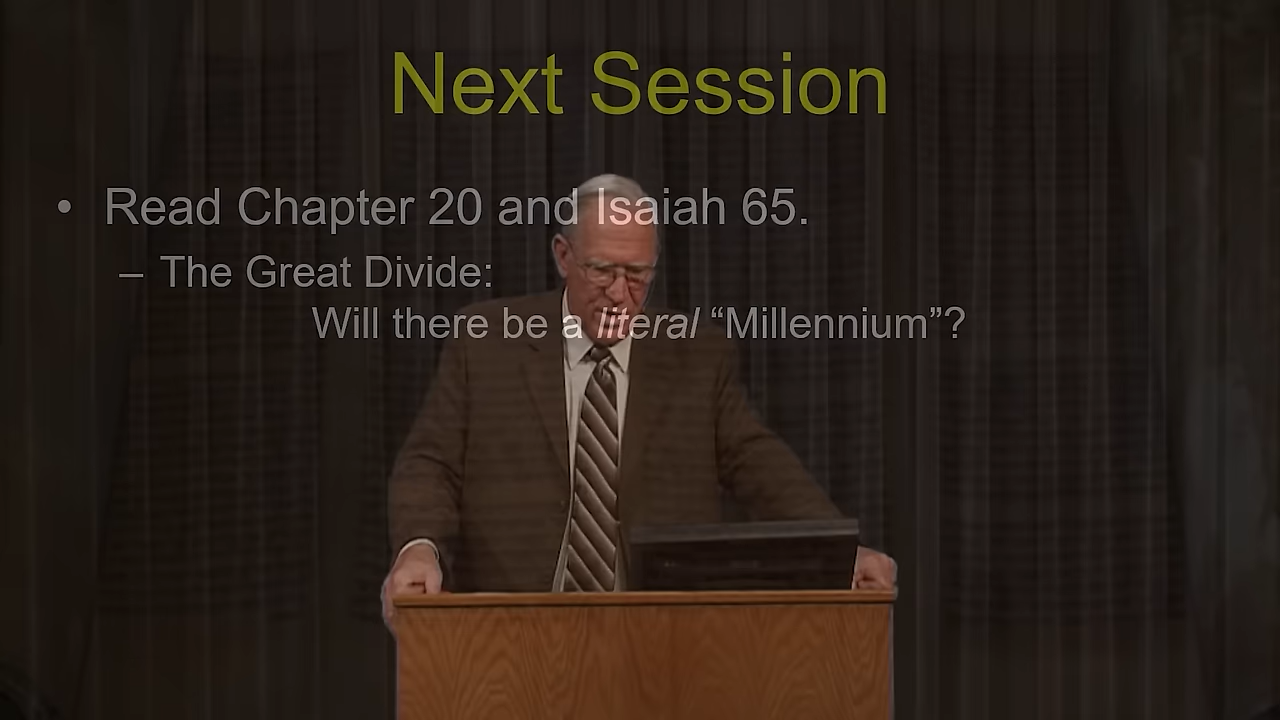 Next Session
• Read Chapter 20 and Isaiah 65.
– The Great Divide:
Will there be a literal “Millennium”?